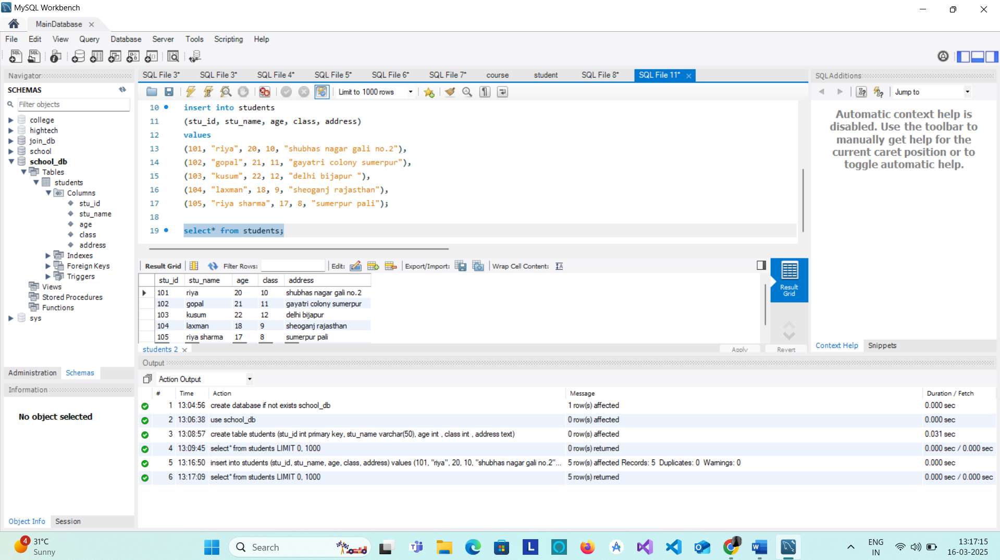 MySQL Workbench
MainDatabase
File Edit View Query Database Server Tools Scripting Help
Navigator
SCHEMAS
Filter objects
college
hightech
join_db
school
school_db
Tables
students
Columns
stu_id
stu_name
age
class
address
Indexes
Foreign Keys
Triggers
Views
Stored Procedures
Functions
sys
Administration Schemas
Information
No object selected
Object Info Session
SQL File 3* SQL File 3* SQL File 4* SQL File 5* SQL File 6* SQL File 7* course student SQL File 8* SQL File 11*
Limit to 1000 rows
10 insert into students
11 (stu_id, stu_name, age, class, address)
12 values
13 (101, "riya", 20, 10, "shubhas nagar gali no.2"),
14 (102, "gopal", 21, 11, "gayatri colony sumerpur"),
15 (103, "kusum", 22, 12, "delhi bijapur "),
16 (104, "laxman", 18, 9, "sheoganj rajasthan"),
17 (105, "riya sharma", 17, 8, "sumerpur pali");
18
19 select* from students;
Result Grid Filter Rows: Edit: Export/Import: Wrap Cell Content:
stu_id stu_name age class address
101 riya 20 10 shubhas nagar gali no.2
102 gopal 21 11 gayatri colony sumerpur
103 kusum 22 12 delhi bijapur
104 laxman 18 9 sheoganj rajasthan
105 riya sharma 17 8 sumerpur pali
Result
Grid
students 2 Apply Revert
SQLAdditions
Jump to
Automatic context help is
disabled. Use the toolbar to
manually get help for the
current caret position or to
toggle automatic help.
Context Help Snippets
Output
Action Output
# Time Action Message Duration / Fetch
1 13:04:56 create database if not exists school_db 1 row(s) affected 0.000 sec
2 13:06:38 use school_db 0 row(s) affected 0.000 sec
3 13:08:57 create table students (stu_id int primary key, stu_name varchar(50), age int , class int , address text) 0 row(s) affected 0.031 sec
4 13:09:45 select* from students LIMIT 0, 1000 0 row(s) returned 0.000 sec / 0.000 sec
5 13:16:50 insert into students (stu_id, stu_name, age, class, address) values (101, "riya", 20, 10, "shubhas nagar gali no.2"... 5 row(s) affected Records: 5 Duplicates: 0 Warnings: 0 0.000 sec
6 13:17:09 select* from students LIMIT 0, 1000 5 row(s) returned 0.000 sec / 0.000 sec
4
31°C
Sunny
Search
ENG
IN
13:17:15
16-03-2025